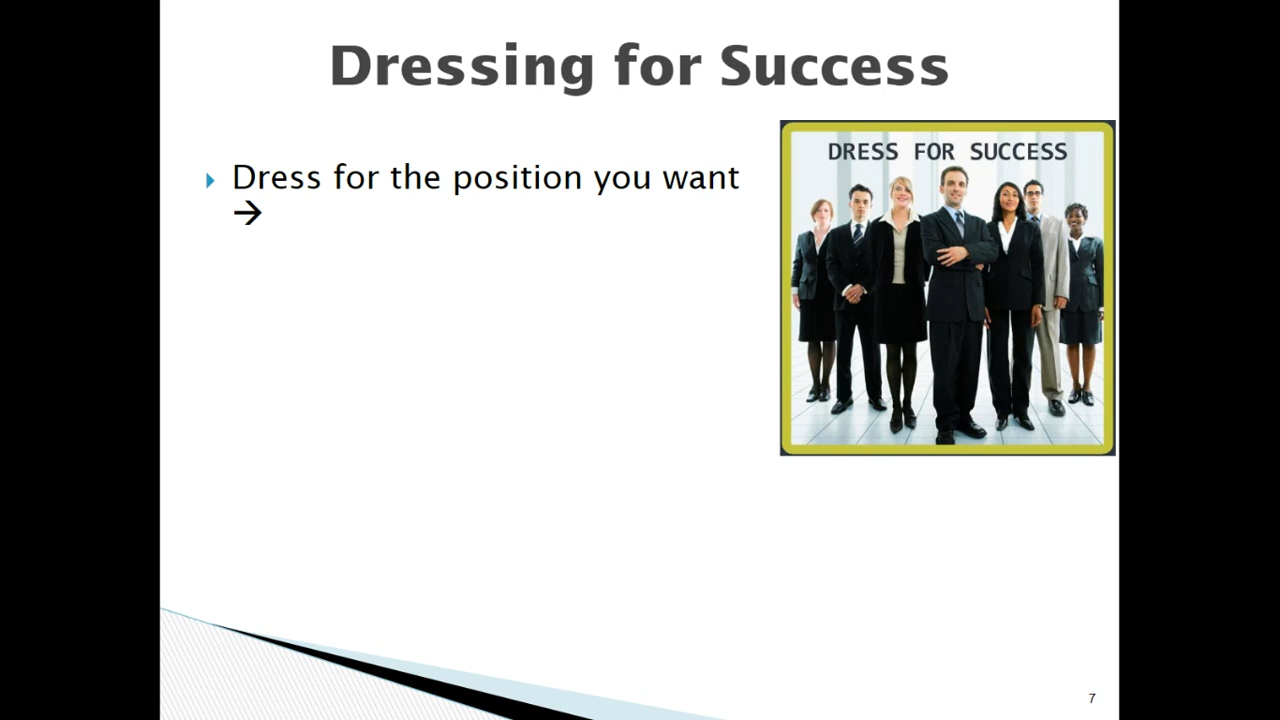 Dressing for Success
Dress for the position you want
→
DRESS FOR SUCCESS
7